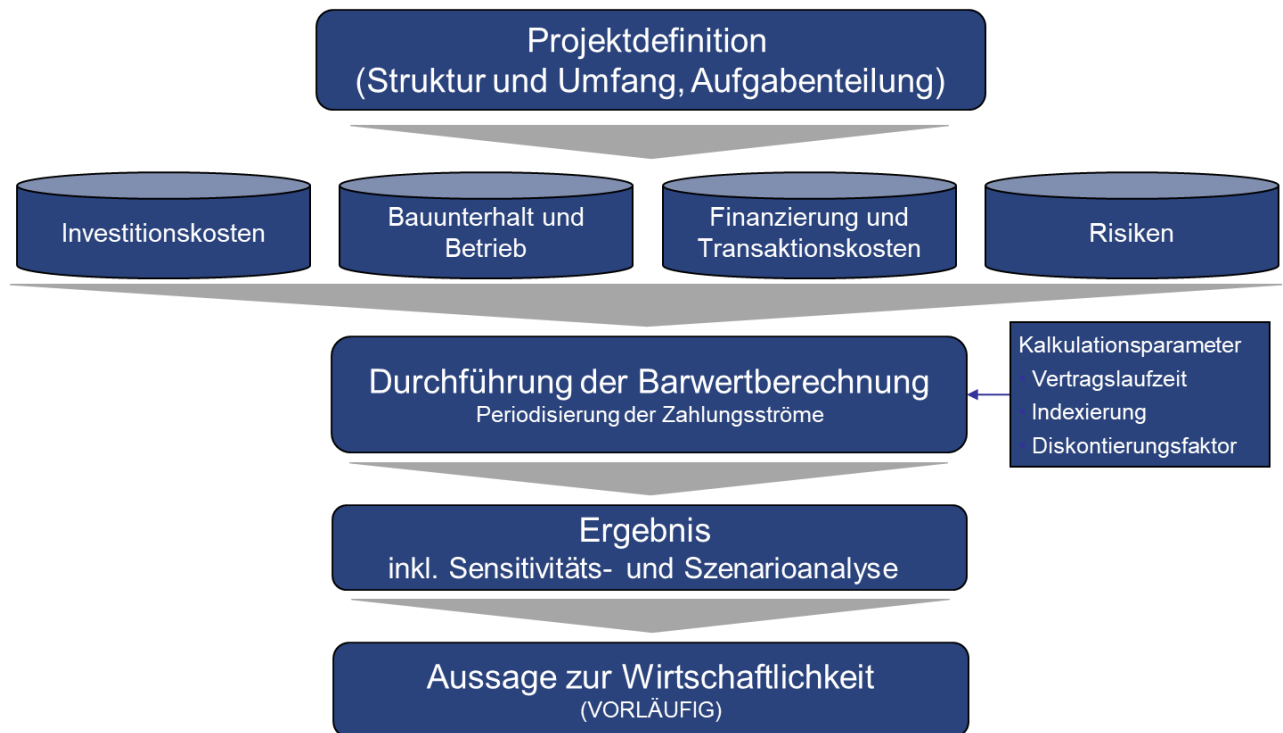 Projektdefinition
(Struktur und Umfang, Aufgabenteilung)
Investitionskosten
Bauunterhalt und
Betrieb
Finanzierung und
Transaktionskosten
Risiken
Durchführung der Barwertberechnung
Periodisierung der Zahlungsströme
Kalkulationsparameter
Vertragslaufzeit
Indexierung
Diskontierungsfaktor
Ergebnis
inkl. Sensitivitäts- und Szenarioanalyse
Aussage zur Wirtschaftlichkeit
(VORLÄUFIG)